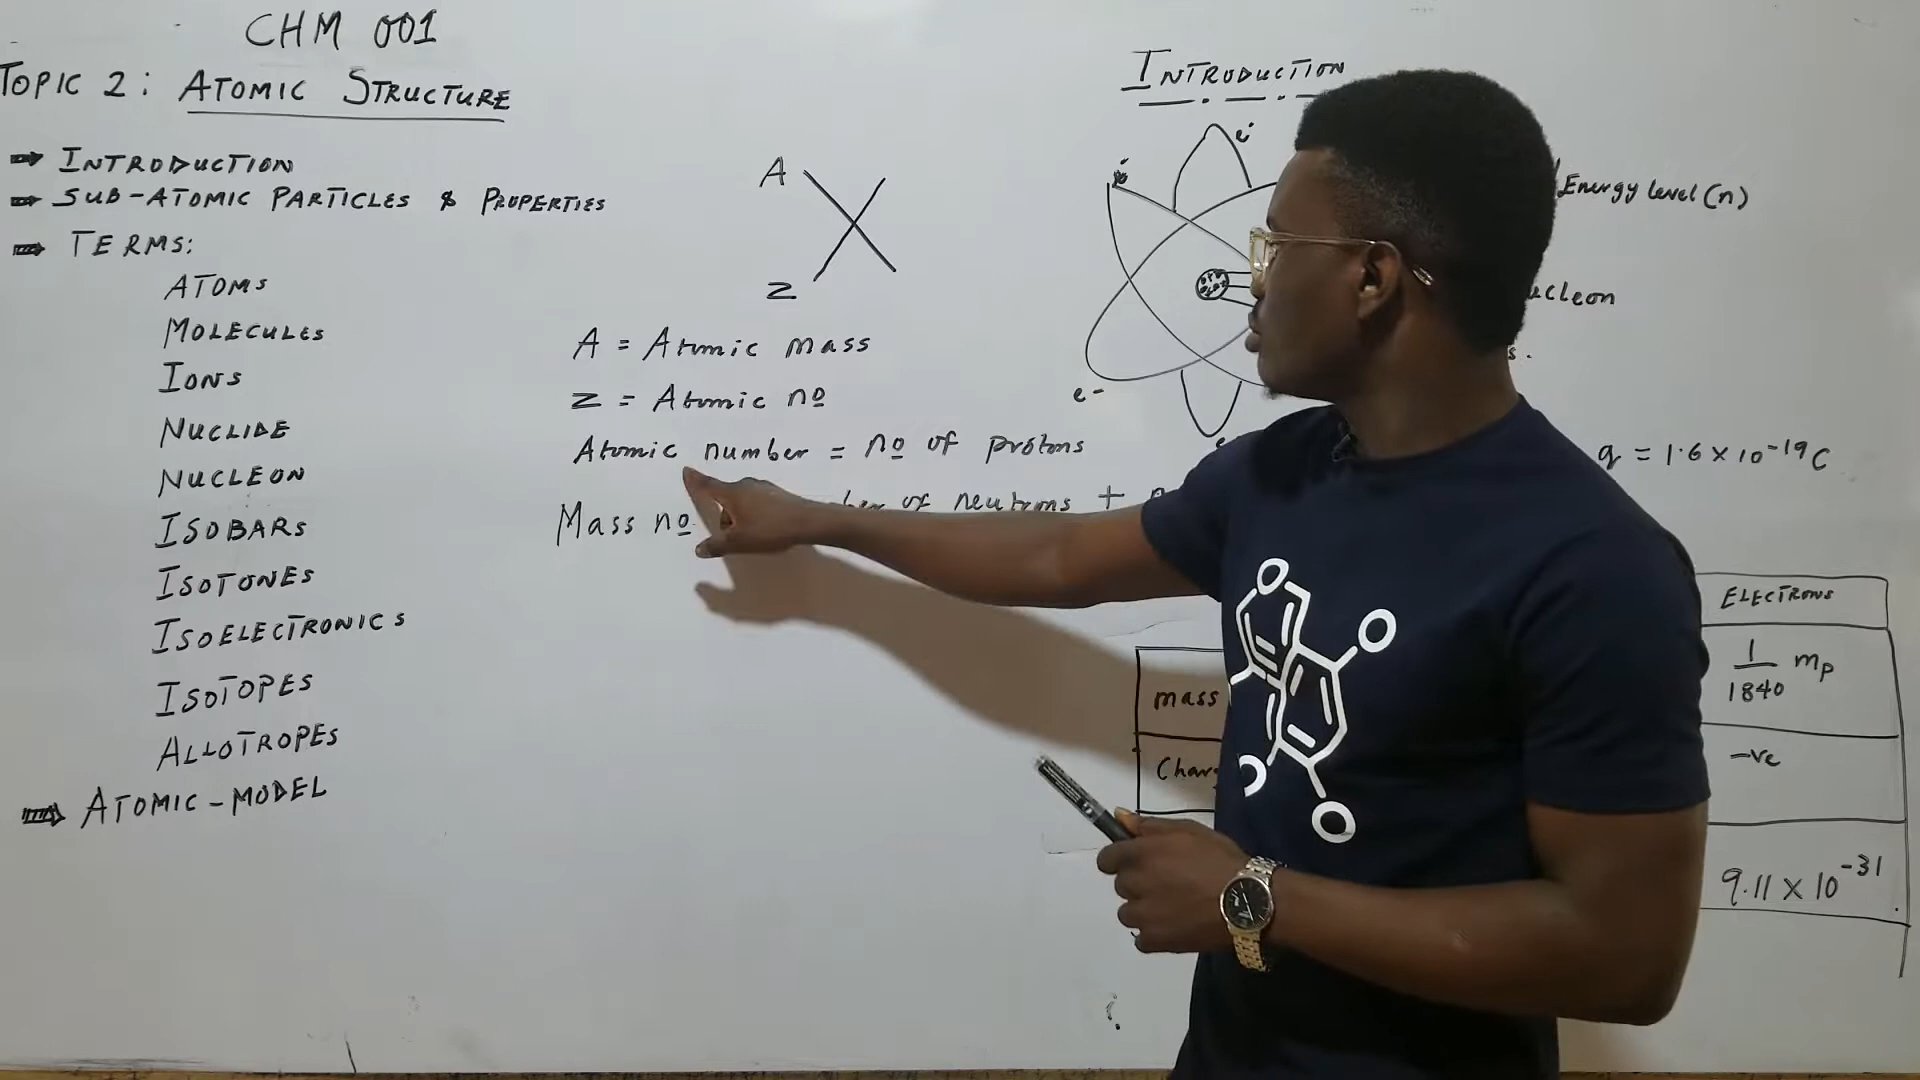 CHM 001
TOPIC 2: ATOMIC STRUCTURE
INTRODUCTION
SUB-ATOMIC PARTICLES & PROPERTIES
TERMS:
ATOMS
MOLECULES
IONS
NUCLIDE
NUCLEON
ISOBARS
ISOTONES
ISOELECTRONICS
ISOTOPES
ALLOTROPES
ATOMIC-MODEL
A
X
Z
A = Atomic mass
Z = Atomic no
Atomic number = no of protons
Mass no of neutrons +
INTRODUCTION
e-
Energy level (n)
e-
q = 1.6 × 10^-19 C
ELECTRONS
mass 1/1840 mp
-ve
9.11 × 10^-31